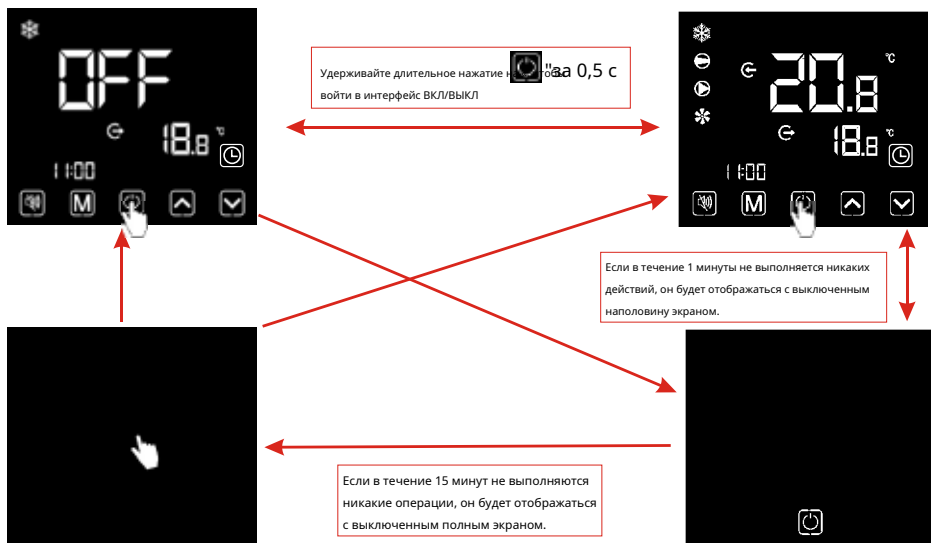 OFF
18.8 ℃
11:00
M
Удерживайте длительное нажатие "за 0,5 с
войти в интерфейс ВКЛ/ВЫКЛ
20.8 ℃
18.8 ℃
11:00
M
Если в течение 1 минуты не выполняется никаких
действий, он будет отображаться с выключенным
наполовину экраном.
Если в течение 15 минут не выполняются
никакие операции, он будет отображаться
с выключенным полным экраном.